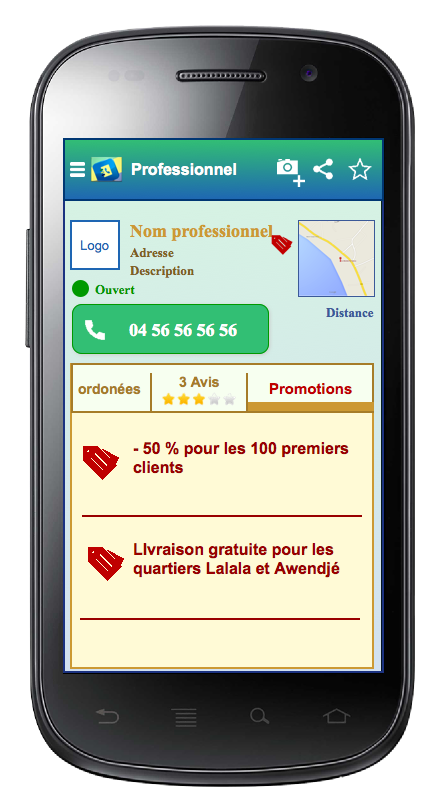 Professionnel
Logo
Nom professionnel
Adresse
Description
Ouvert
Distance
04 56 56 56 56
ordonées
3 Avis
Promotions
- 50 % pour les 100 premiers
clients
LIvraison gratuite pour les
quartiers Lalala et Awendjé